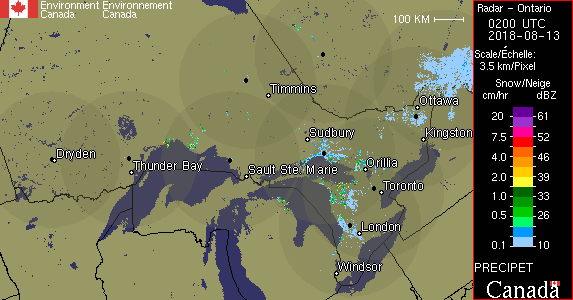 Environment Environnement
Canada Canada
100 KM
Timmins
Ottawa
Sudbury
Kingston
Dryden
Thunder Bay
Sault Ste. Marie
Orillia
Toronto
London
Windsor
Radar - Ontario
0200 UTC
2018-08-13
Scale/Échelle:
3.5 km/Pixel
Snow/Neige
cm/hr dBZ
20 61
7.5 52
4.0 46
2.0 39
1.0 33
0.5 26
0.1 10
PRECIPET
Canada